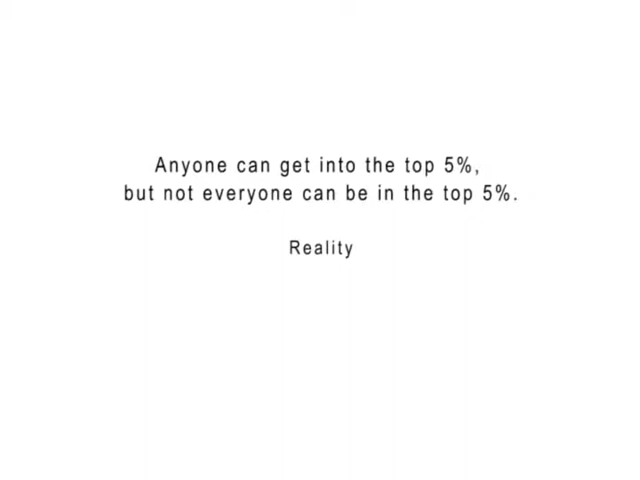 Anyone can get into the top 5%,
but not everyone can be in the top 5%.
Reality